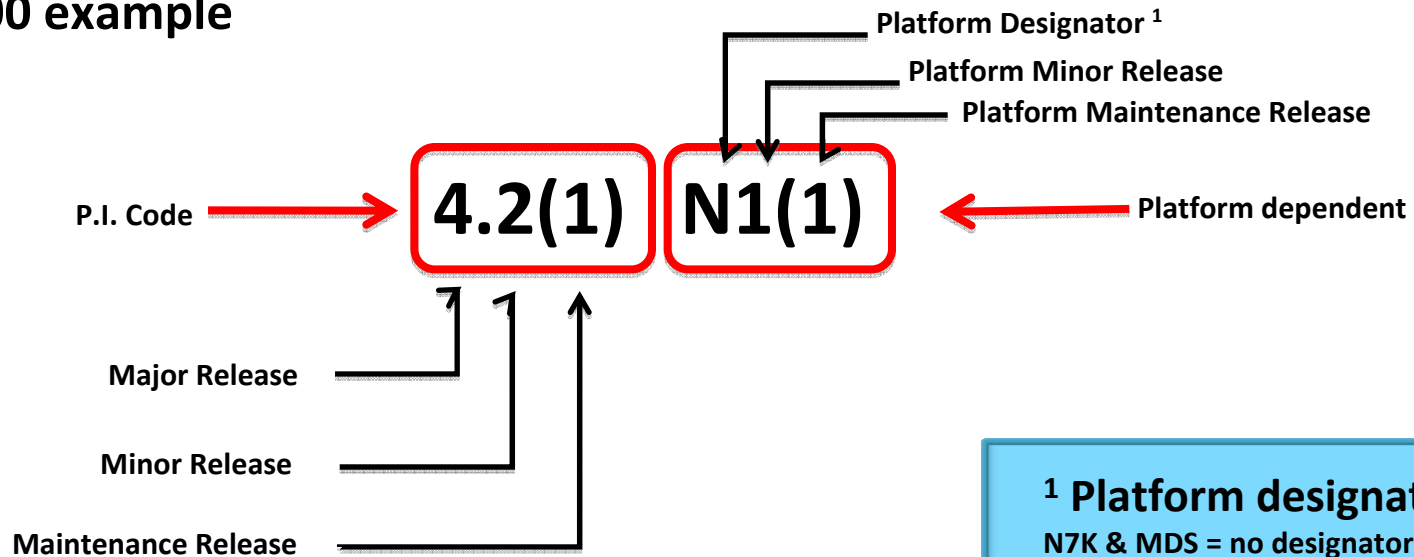 00 example
Platform Designator 1
Platform Minor Release
Platform Maintenance Release
P.I. Code
4.2(1) N1(1)
Platform dependent
Major Release
Minor Release
Maintenance Release
1 Platform designat
N7K & MDS = no designator